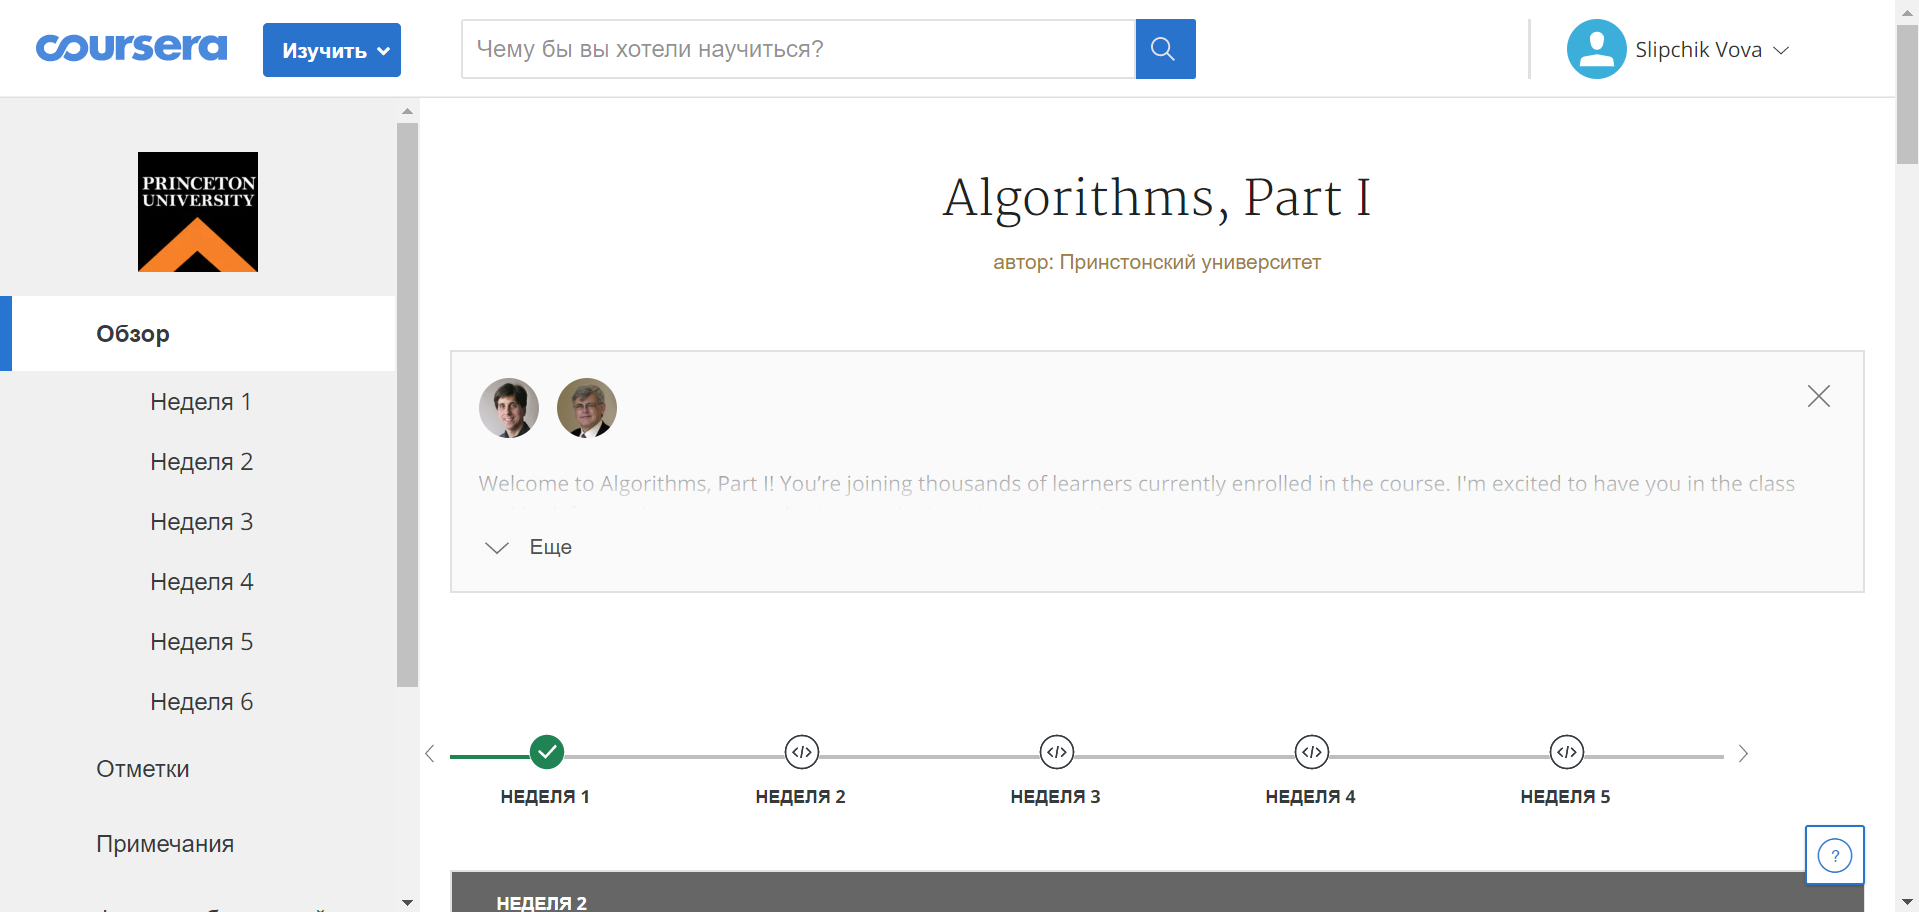 coursera
Изучить
Чему бы вы хотели научиться?
Slipchik Vova
PRINCETON
UNIVERSITY
Обзор
Неделя 1
Неделя 2
Неделя 3
Неделя 4
Неделя 5
Неделя 6
Отметки
Примечания
Algorithms, Part I
автор: Принстонский университет
Welcome to Algorithms, Part I! You’re joining thousands of learners currently enrolled in the course. I'm excited to have you in the class
Еще
НЕДЕЛЯ 1
НЕДЕЛЯ 2
НЕДЕЛЯ 3
НЕДЕЛЯ 4
НЕДЕЛЯ 5
?
НЕДЕЛЯ 2